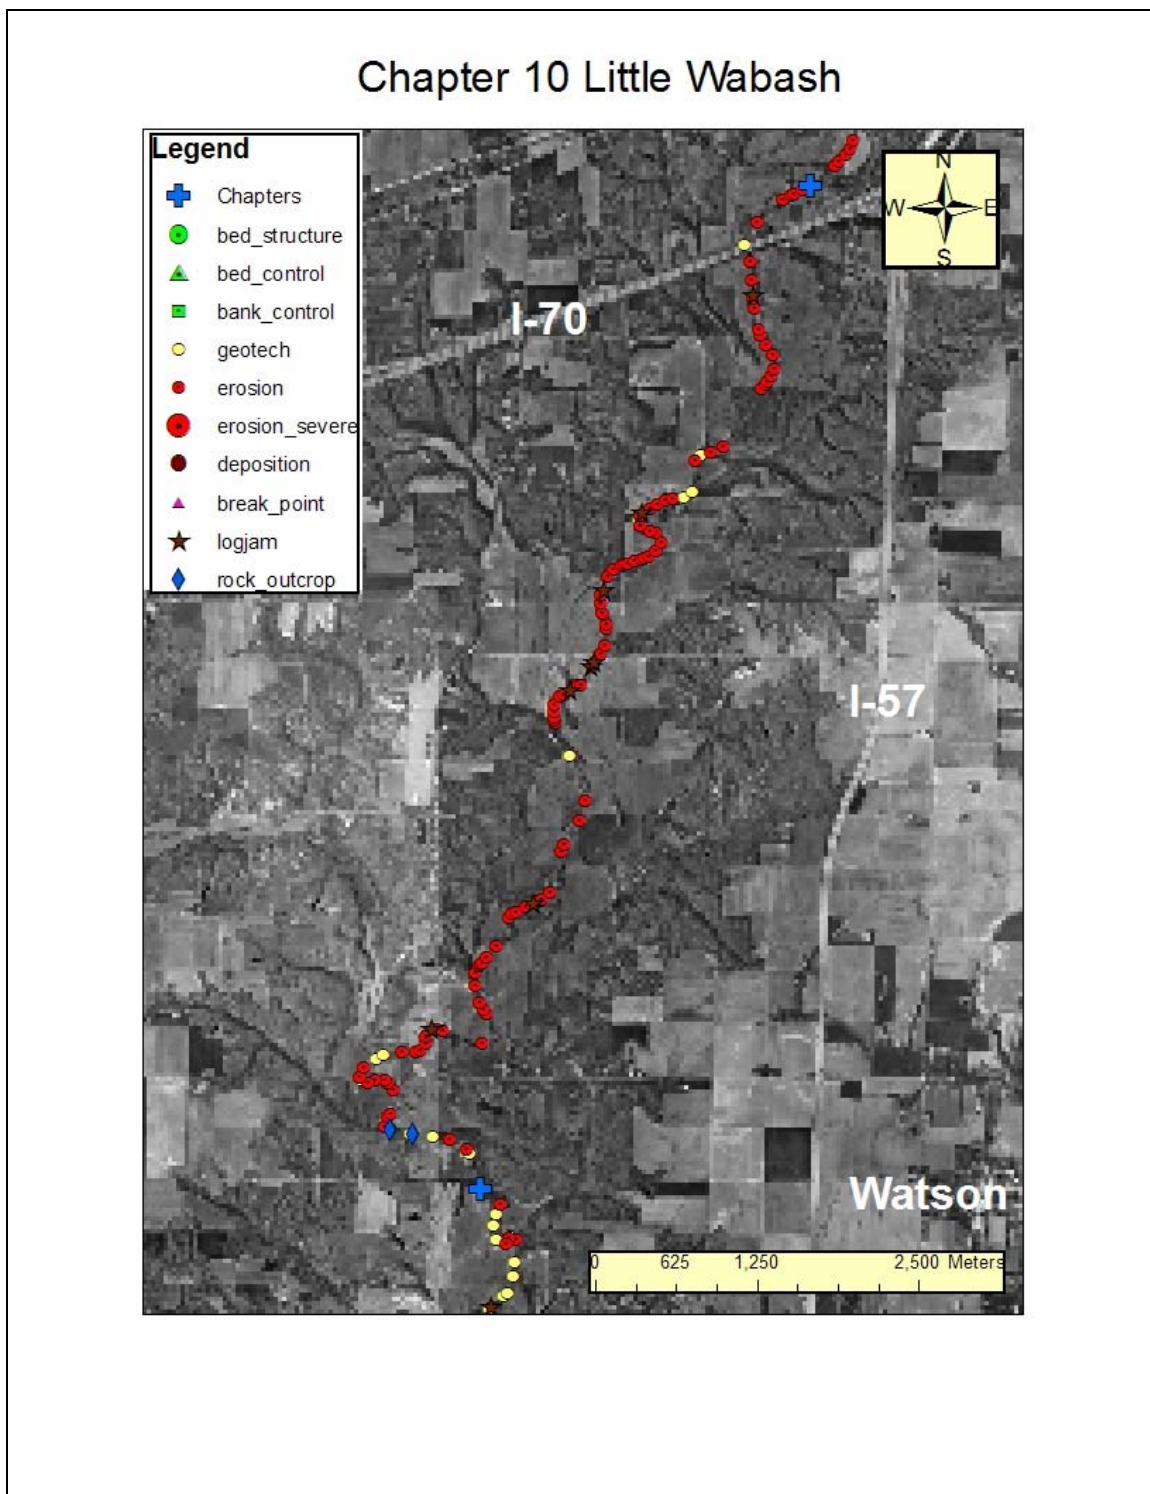 Chapter 10 Little Wabash
Legend
Chapters
bed_structure
bed_control
bank_control
geotech
erosion
erosion_severe
deposition
break_point
logjam
rock_outcrop
N
W E
S
I-70
I-57
Watson
0 625 1,250 2,500 Meters